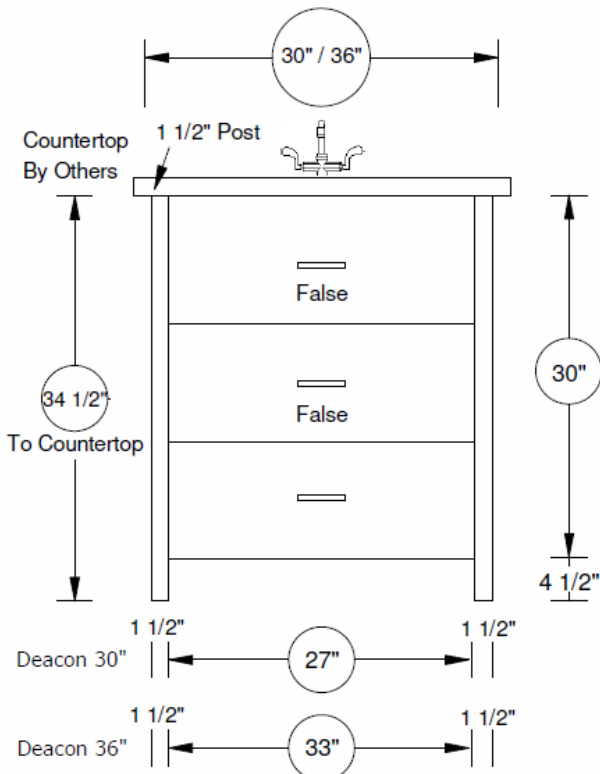 30" / 36"
Countertop
By Others
1 1/2" Post
False
False
34 1/2"
To Countertop
30"
4 1/2"
1 1/2"
1 1/2"
Deacon 30"
27"
1 1/2"
1 1/2"
Deacon 36"
33"